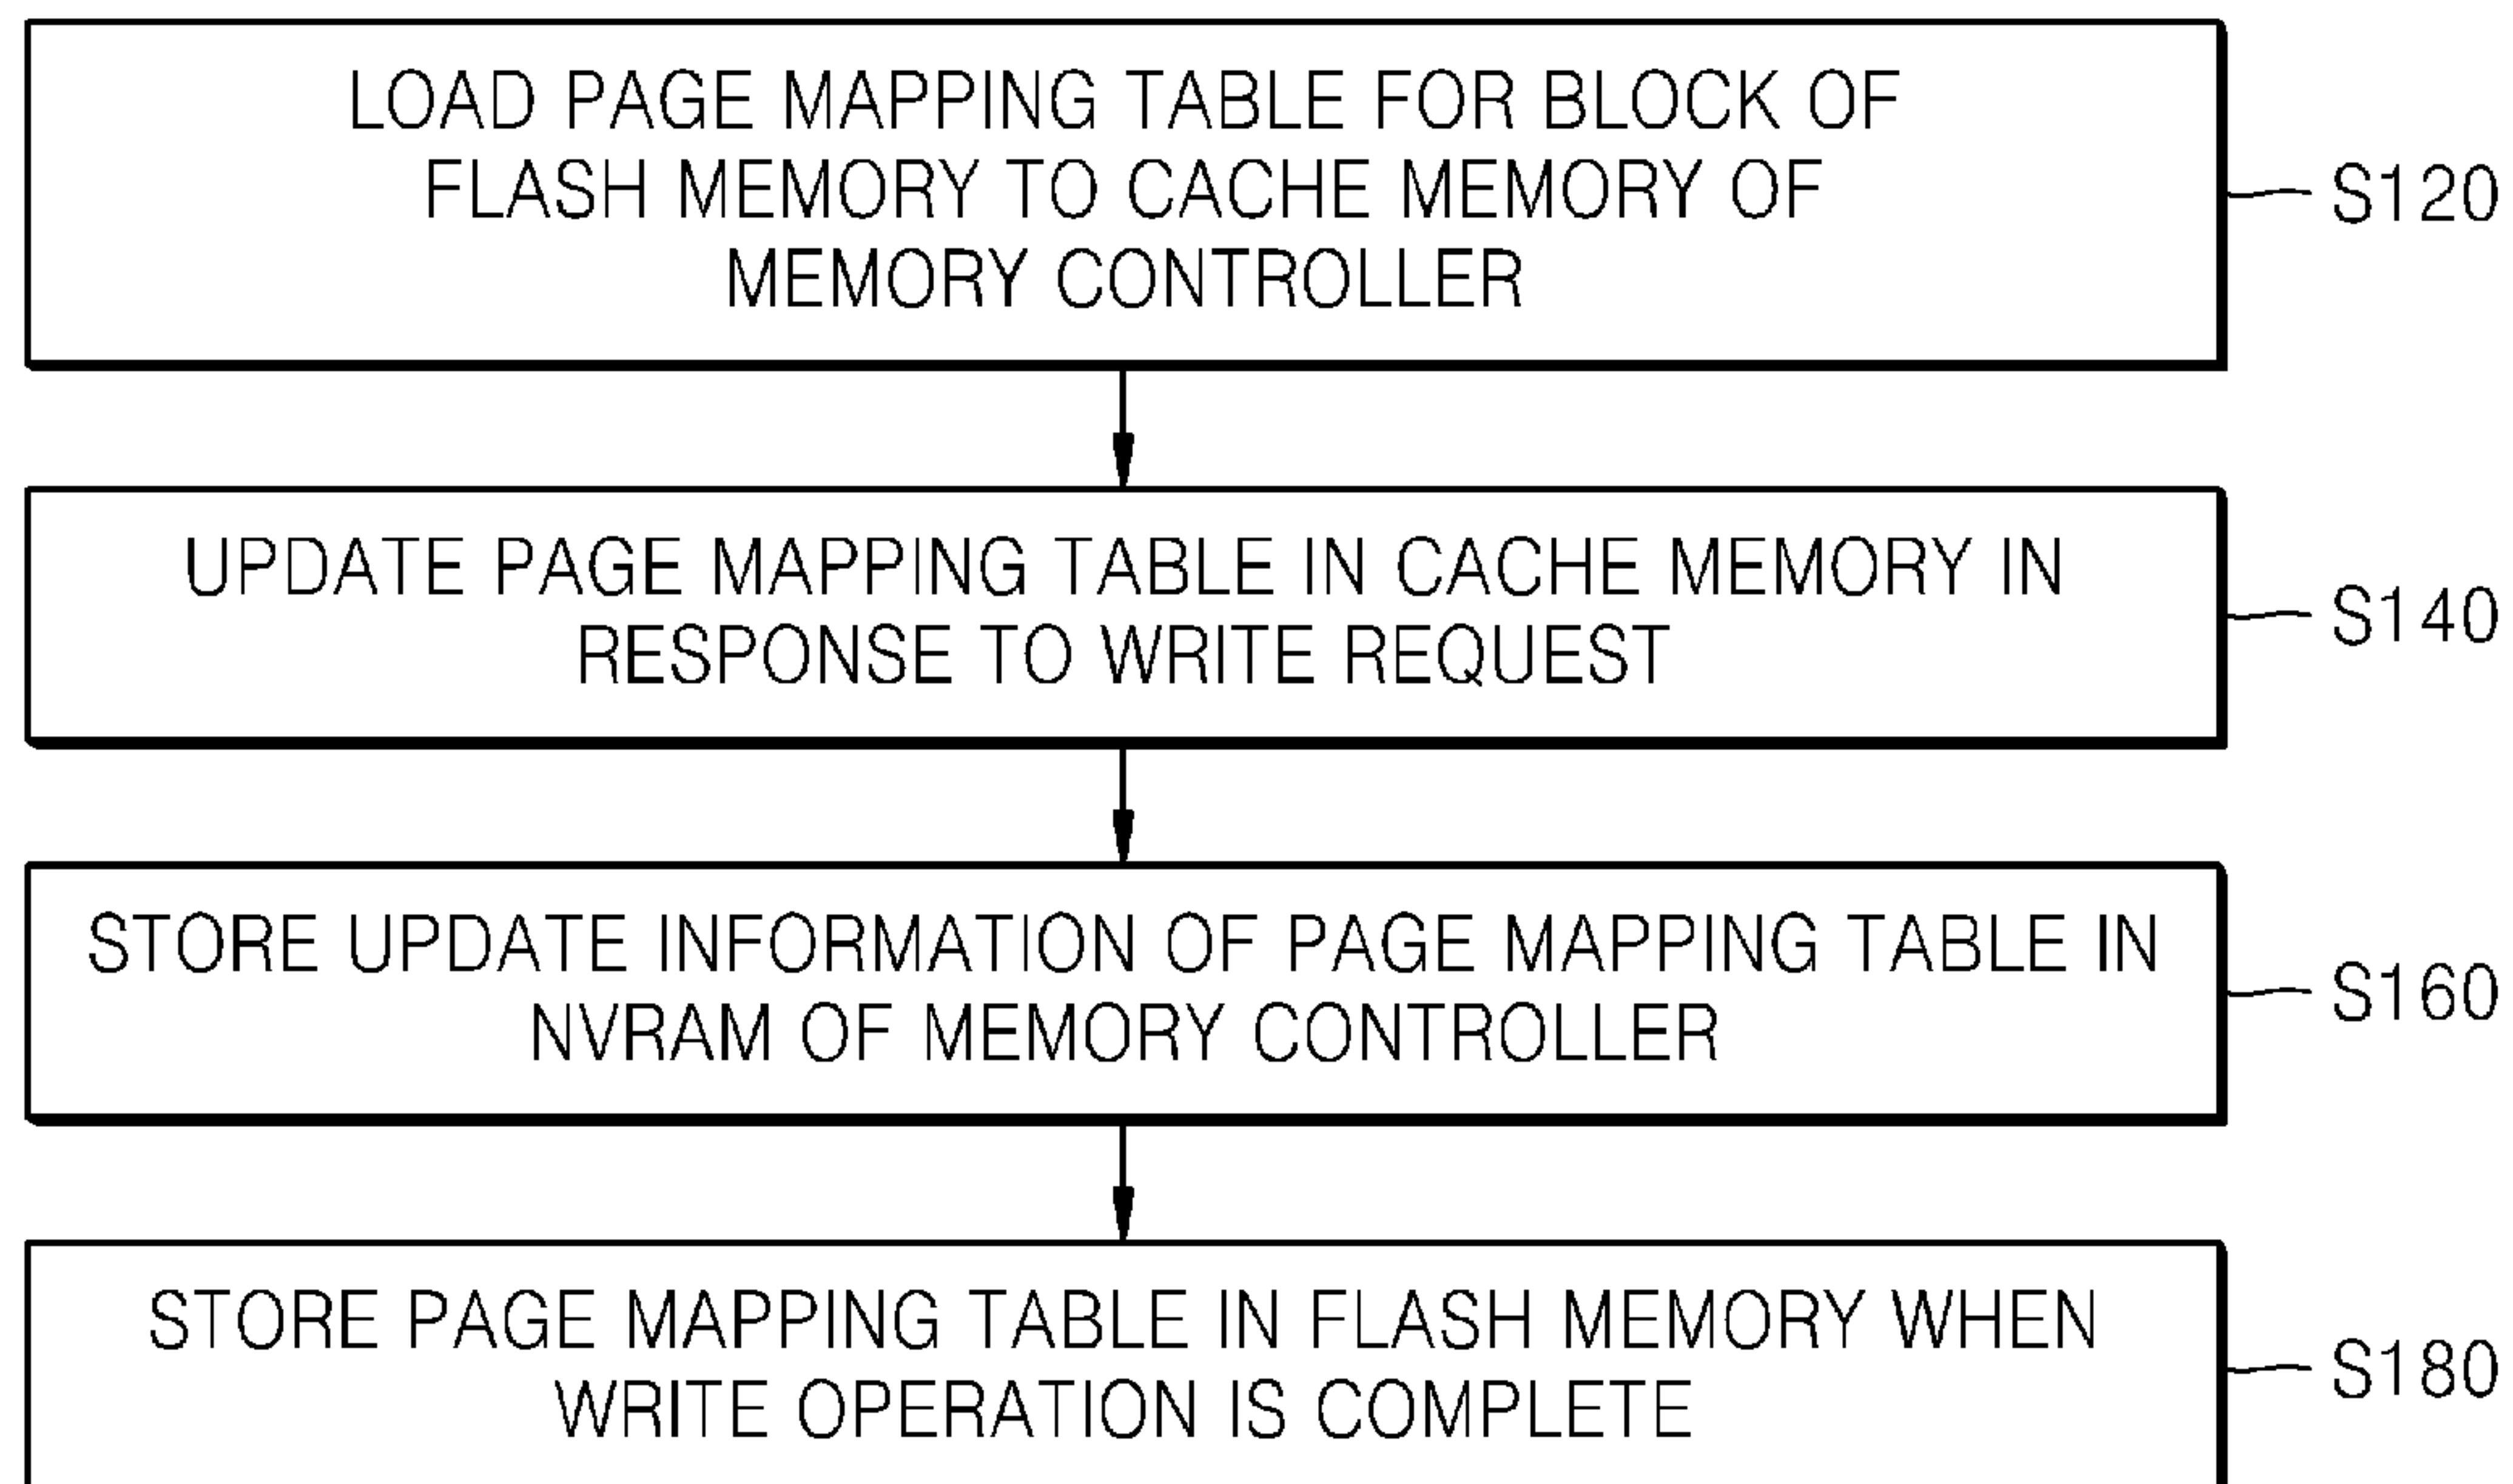 LOAD PAGE MAPPING TABLE FOR BLOCK OF
FLASH MEMORY TO CACHE MEMORY OF
MEMORY CONTROLLER
S120
UPDATE PAGE MAPPING TABLE IN CACHE MEMORY IN
RESPONSE TO WRITE REQUEST
S140
STORE UPDATE INFORMATION OF PAGE MAPPING TABLE IN
NVRAM OF MEMORY CONTROLLER
S160
STORE PAGE MAPPING TABLE IN FLASH MEMORY WHEN
WRITE OPERATION IS COMPLETE
S180